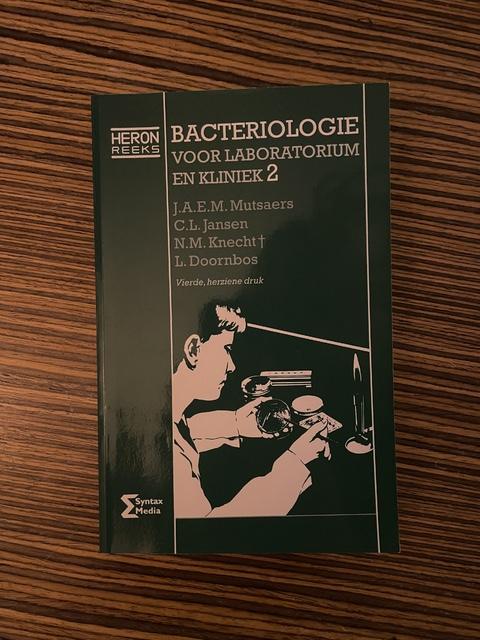 HERON
REEKS
BACTERIOLOGIE
VOOR LABORATORIUM
EN KLINIEK 2
J.A.E.M. Mutsaers
C.L. Jansen
N.M. Knecht †
L. Doornbos
Vierde, herziene druk
Syntax
Media